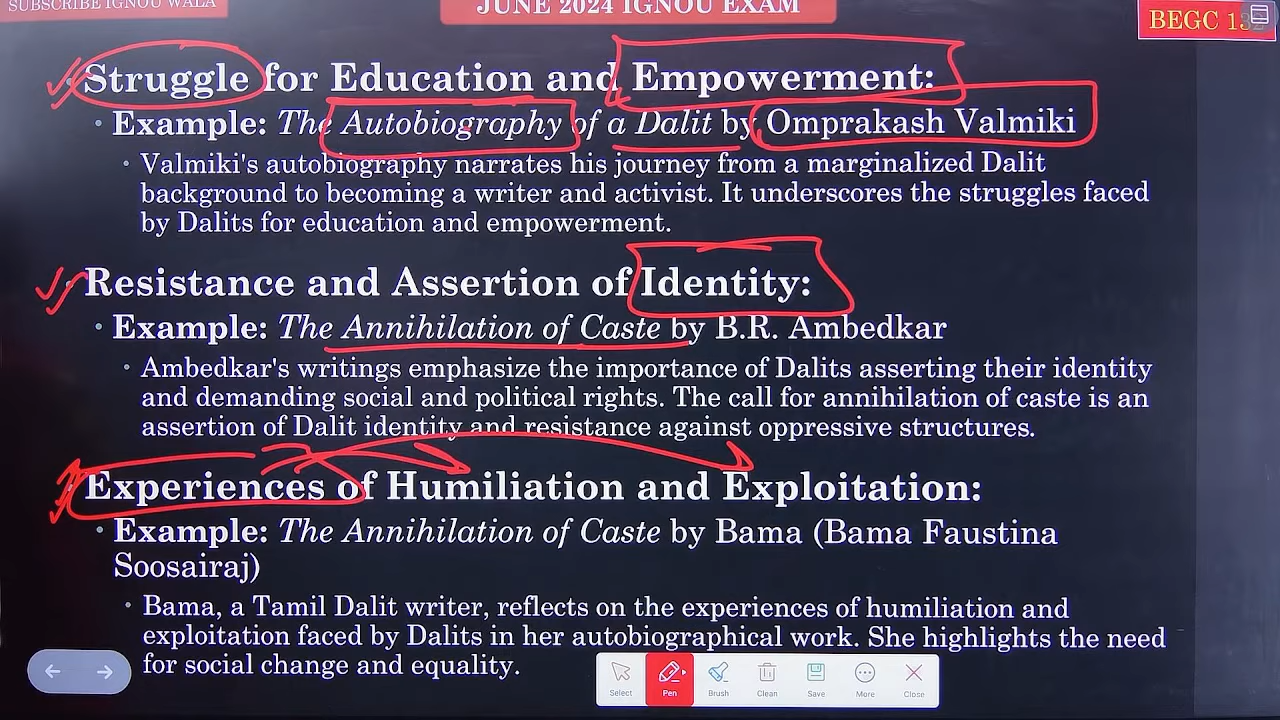 SUBSCRIBE IGNOU WALA
JUNE 2024 IGNOU EXAM
BEGC
Struggle for Education and Empowerment:
Example: The Autobiography of a Dalit by Omprakash Valmiki
Valmiki's autobiography narrates his journey from a marginalized Dalit
background to becoming a writer and activist. It underscores the struggles faced
by Dalits for education and empowerment.
Resistance and Assertion of Identity:
Example: The Annihilation of Caste by B.R. Ambedkar
Ambedkar's writings emphasize the importance of Dalits asserting their identity
and demanding social and political rights. The call for annihilation of caste is an
assertion of Dalit identity and resistance against oppressive structures.
Experiences of Humiliation and Exploitation:
Example: The Annihilation of Caste by Bama (Bama Faustina
Soosairaj)
Bama, a Tamil Dalit writer, reflects on the experiences of humiliation and
exploitation faced by Dalits in her autobiographical work. She highlights the need
for social change and equality.
Select Pen Brush Clean Save More Close